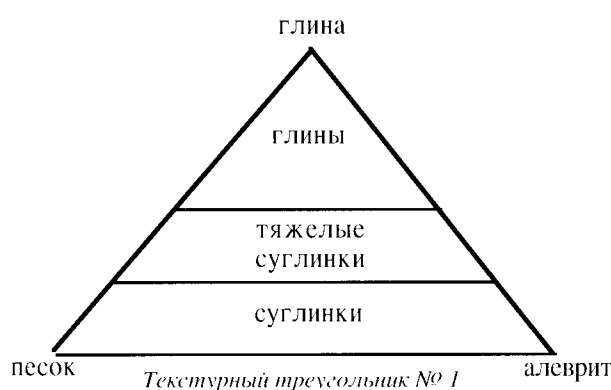 глина
глины
тяжелые
суглинки
суглинки
песок
алеврит
Текстурный треугольник № 1